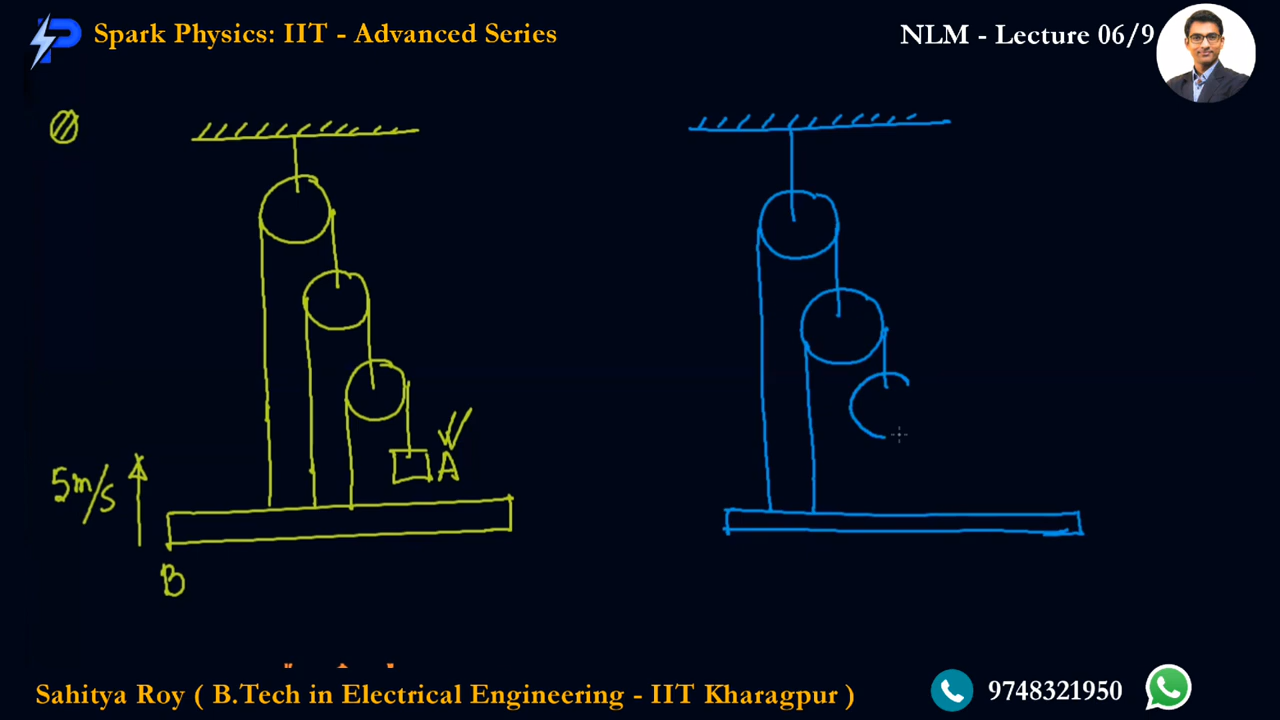 Spark Physics: IIT - Advanced Series
NLM - Lecture 06/9
A
5m/s
B
Sahitya Roy ( B.Tech in Electrical Engineering - IIT Kharagpur )
9748321950